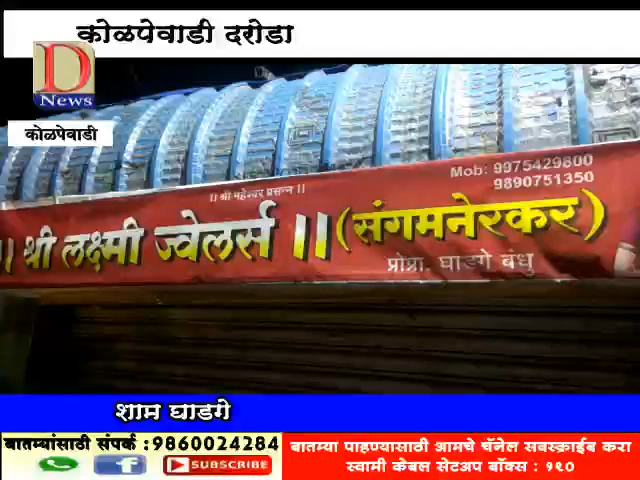 कोळपेवाडी दरोडा
D
News
कोळपेवाडी
।। श्री महेश्वर प्रसन्न ।।
Mob: 9975429800
9890751350
।। श्री लक्ष्मी ज्वेलर्स ।। (संगमनेरकर)
प्रोप्रा. घाडगे बंधु
शाम घाडगे
बातम्यांसाठी संपर्क :9860024284
SUBSCRIBE
बातम्या पाहण्यासाठी आमचे चॅनेल सबस्क्राईब करा
स्वामी केबल सेटअप बॉक्स : १९०